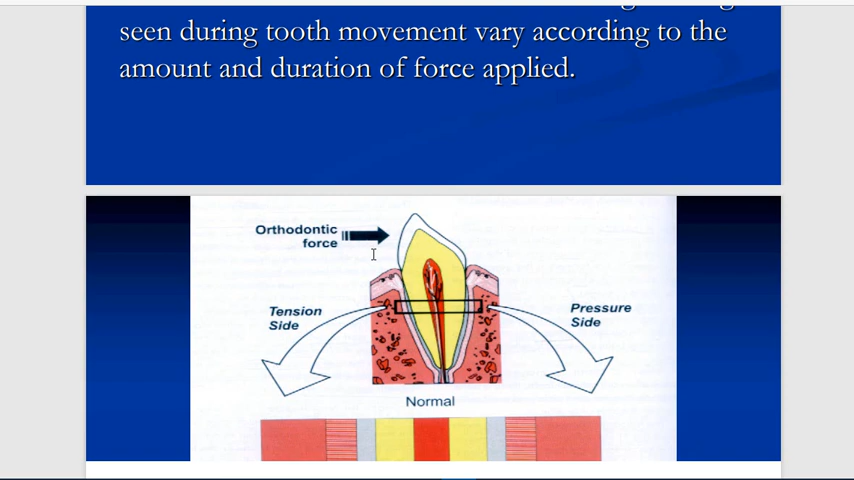 seen during tooth movement vary according to the
amount and duration of force applied.
Orthodontic
force
Tension
Side
Pressure
Side
Normal